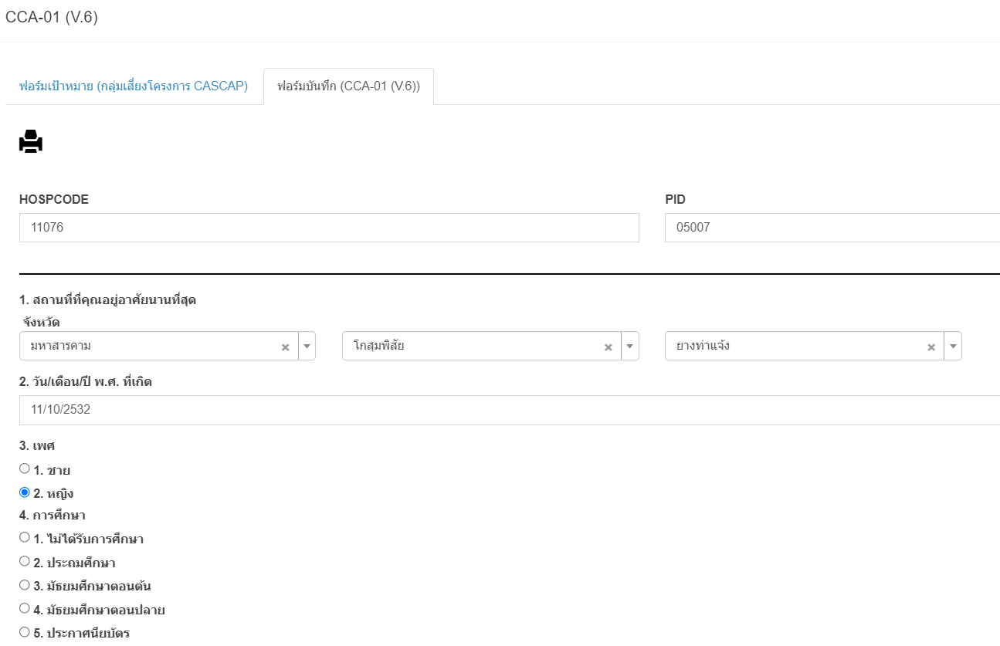 CCA-01 (V.6)
ฟอร์มเป้าหมาย (กลุ่มเสี่ยงโครงการ CASCAP) ฟอร์มบันทึก (CCA-01 (V.6))
HOSPCODE PID
11076 05007
1. สถานที่ที่คุณอยู่อาศัยนานที่สุด
จังหวัด
มหาสารคาม โกสุมพิสัย ยางท่าแจ้ง
2. วัน/เดือน/ปี พ.ศ. ที่เกิด
11/10/2532
3. เพศ
1. ชาย
2. หญิง
4. การศึกษา
1. ไม่ได้รับการศึกษา
2. ประถมศึกษา
3. มัธยมศึกษาตอนต้น
4. มัธยมศึกษาตอนปลาย
5. ประกาศนียบัตร